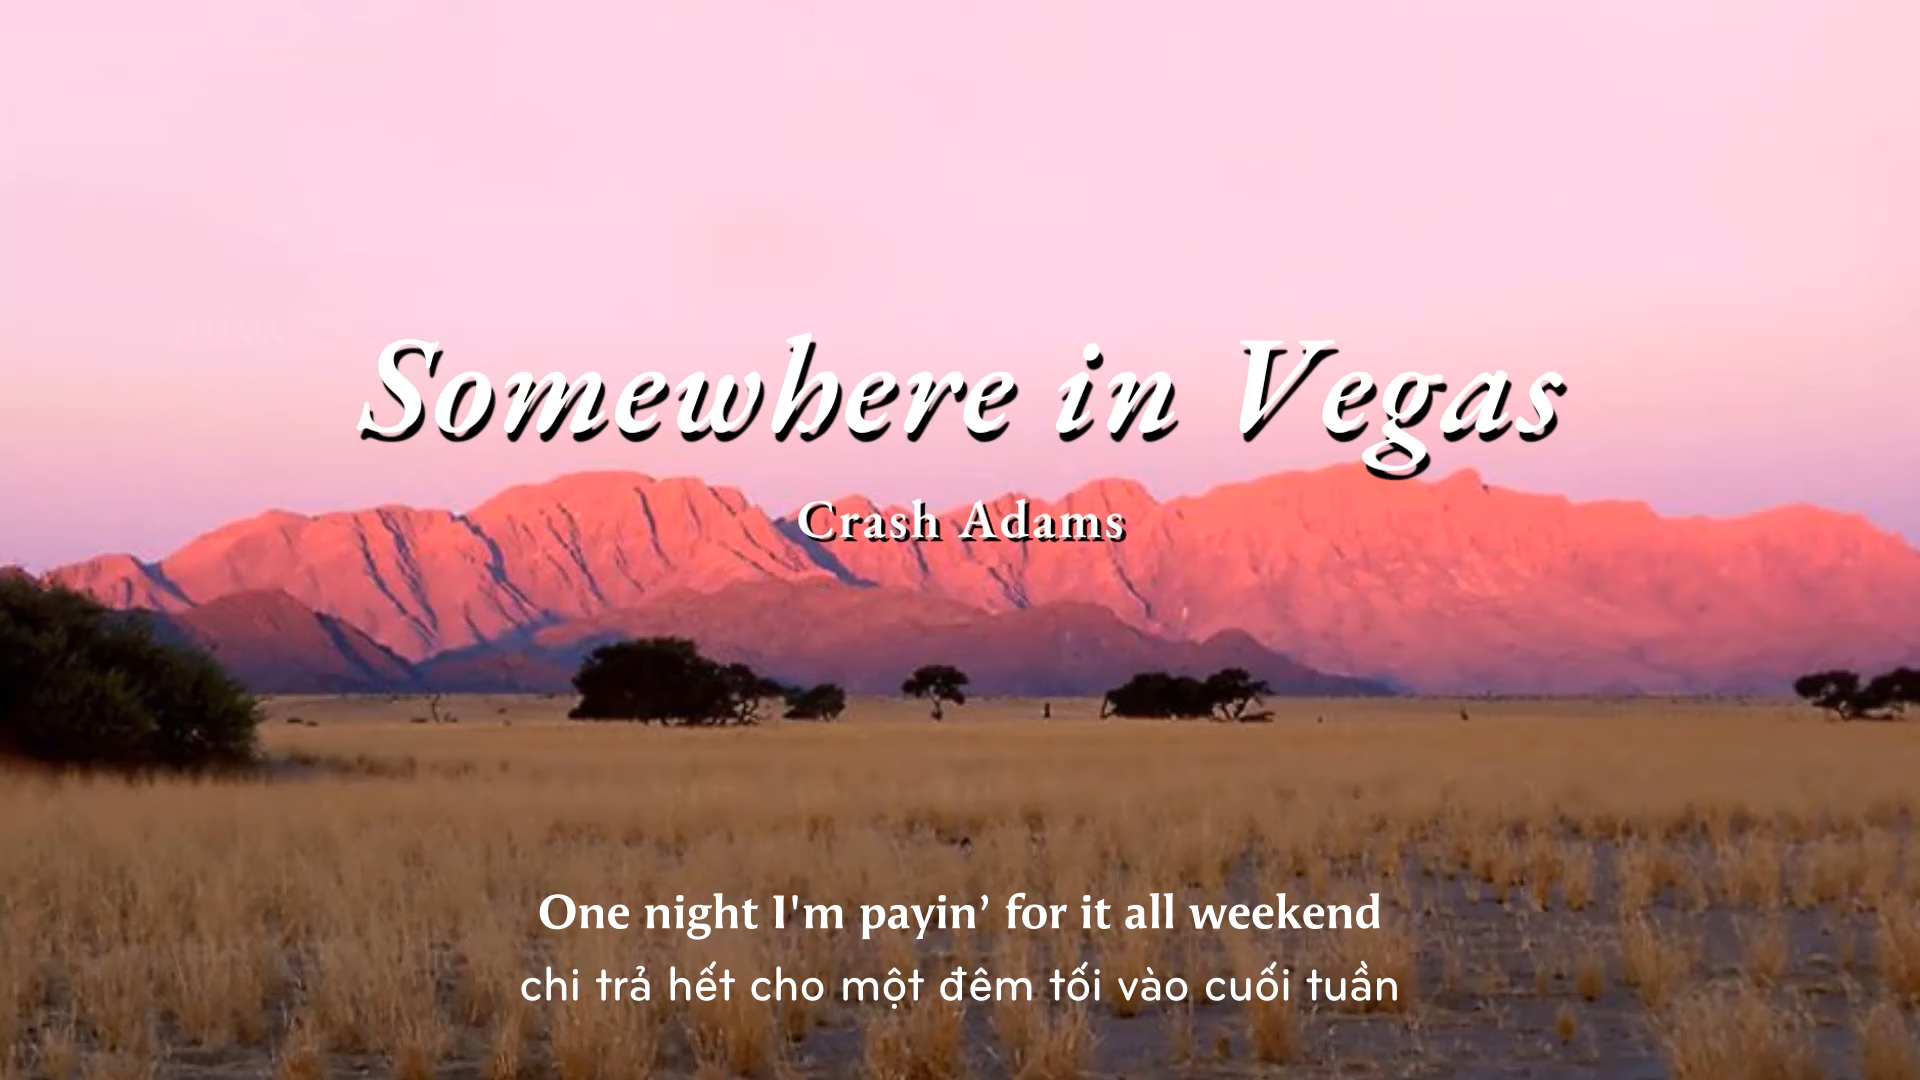 Somewhere in Vegas
Crash Adams
One night I'm payin’ for it all weekend
chi trả hết cho một đêm tối vào cuối tuần